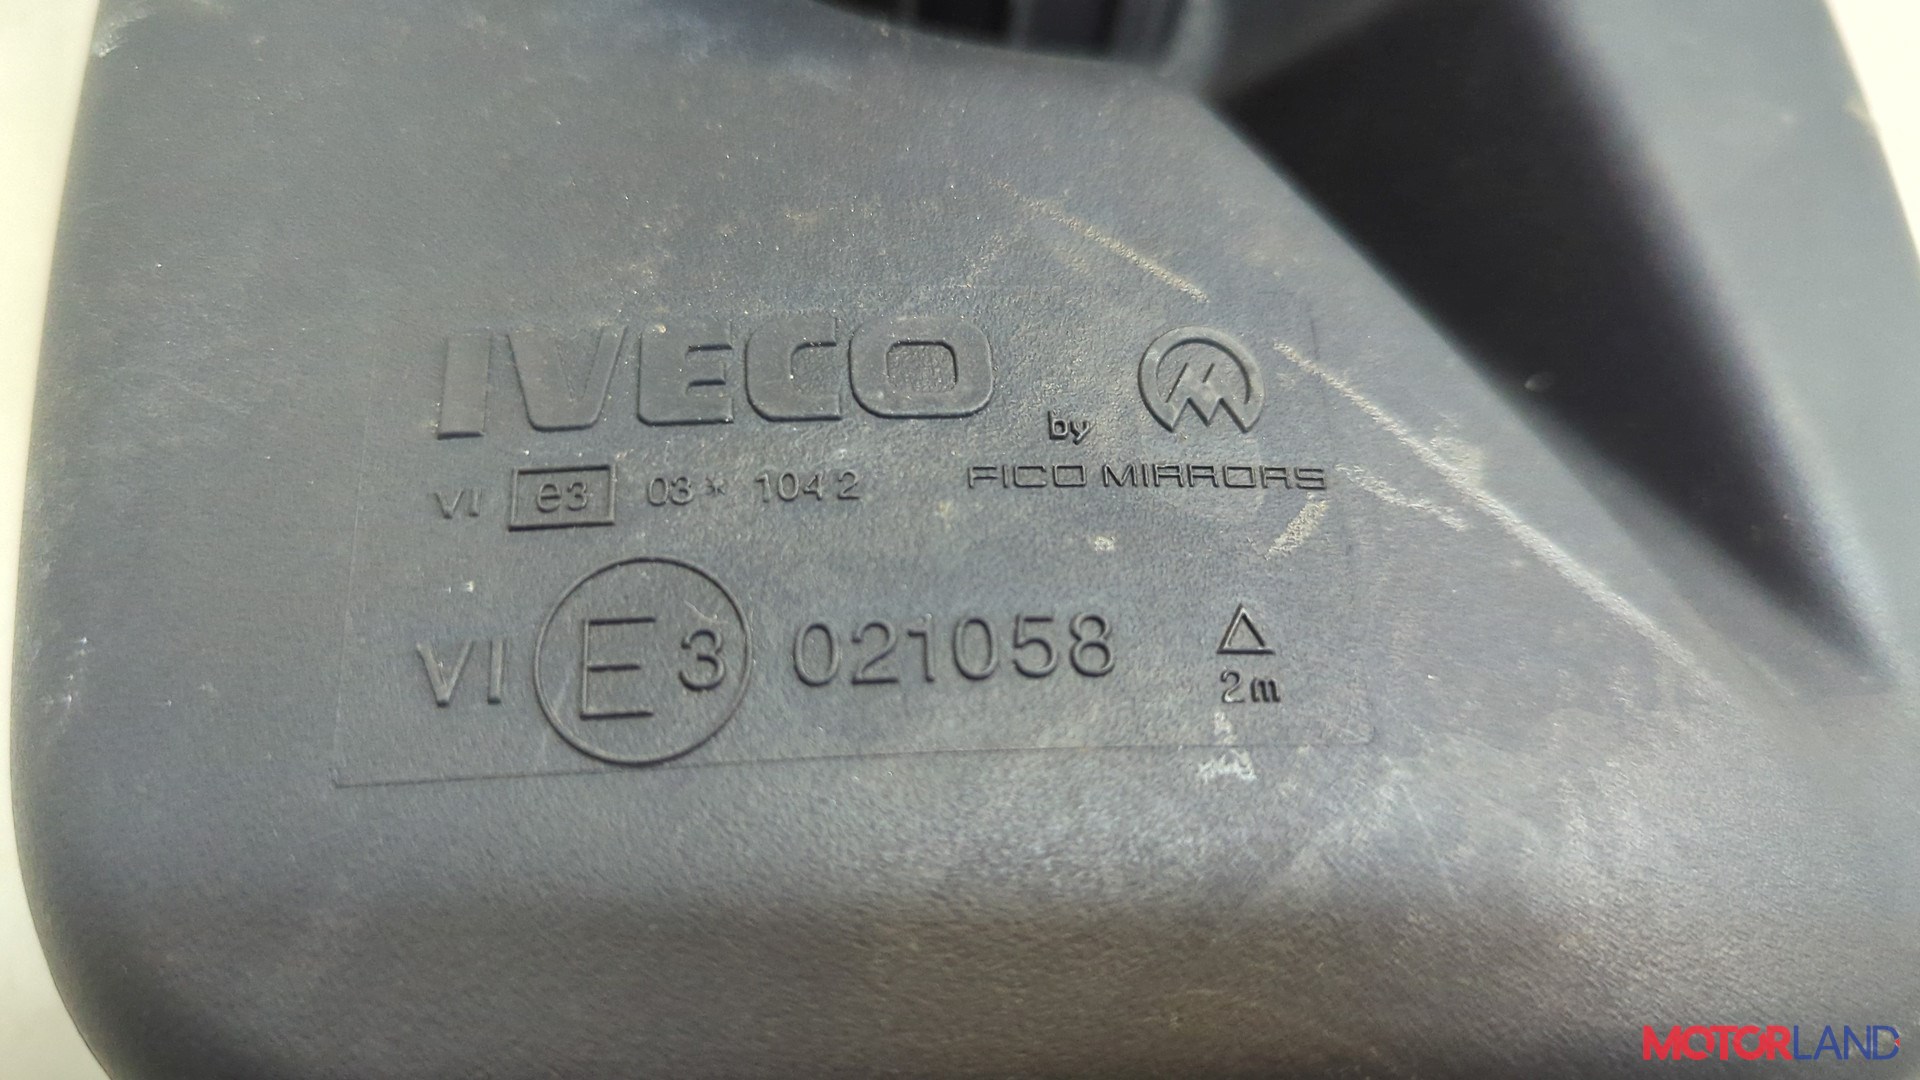 IVECO by
FICO MIRRORS
VI e3 03* 1042
VI E3 021058 △
2m
MOTORLAND